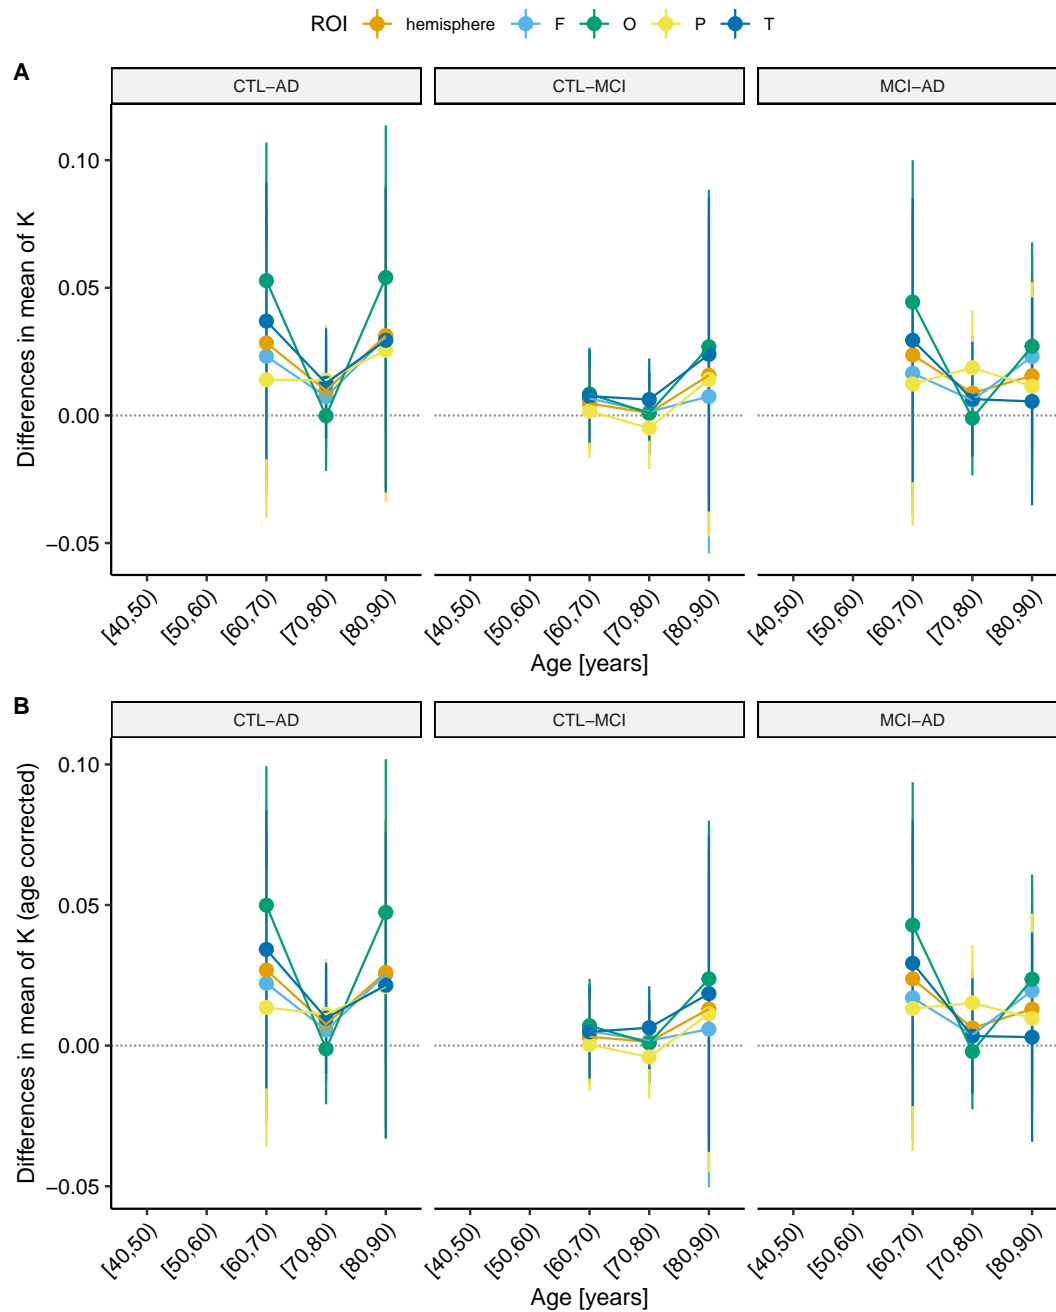 ROI hemisphere F O P T
A
CTL−AD CTL−MCI MCI−AD
Differences in mean of K
0.10
0.05
0.00
−0.05
[40,50) [50,60) [60,70) [70,80) [80,90) [40,50) [50,60) [60,70) [70,80) [80,90) [40,50) [50,60) [60,70) [70,80) [80,90)
Age [years]
B
CTL−AD CTL−MCI MCI−AD
Differences in mean of K (age corrected)
0.10
0.05
0.00
−0.05
[40,50) [50,60) [60,70) [70,80) [80,90) [40,50) [50,60) [60,70) [70,80) [80,90) [40,50) [50,60) [60,70) [70,80) [80,90)
Age [years]